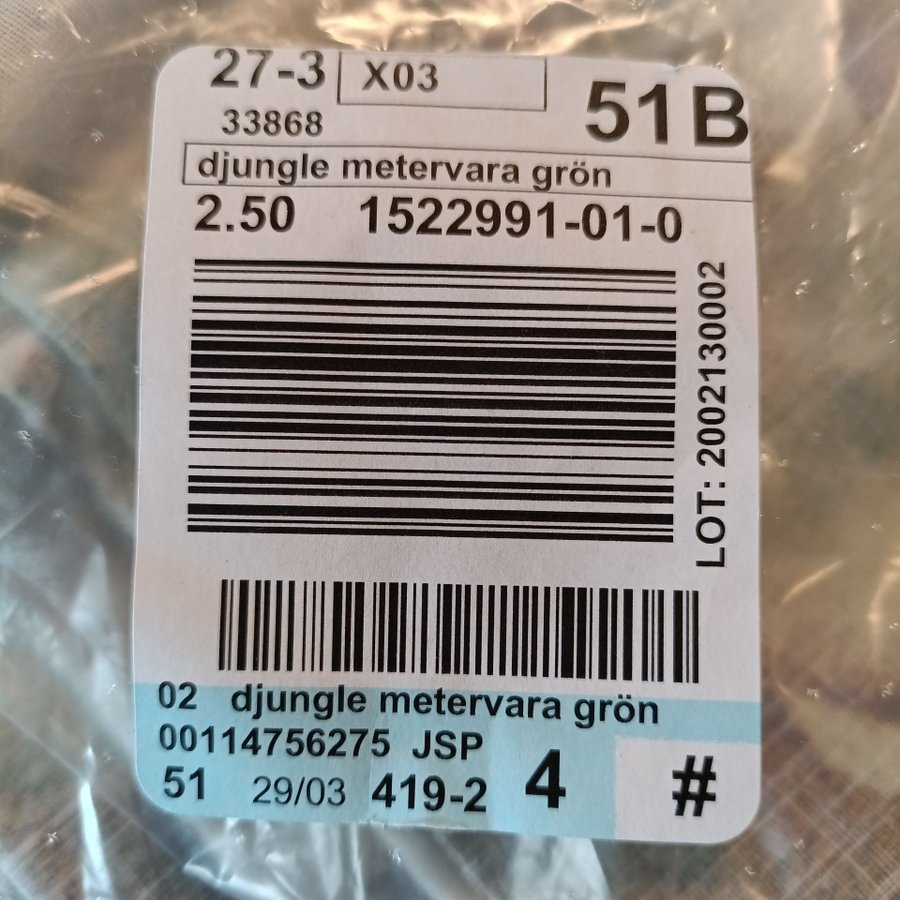 27-3 X03 51B
33868
djungle metervara grön
2.50 1522991-01-0
LOT: 2002130002
02 djungle metervara grön
00114756275 JSP
51 29/03 419-2 4 #